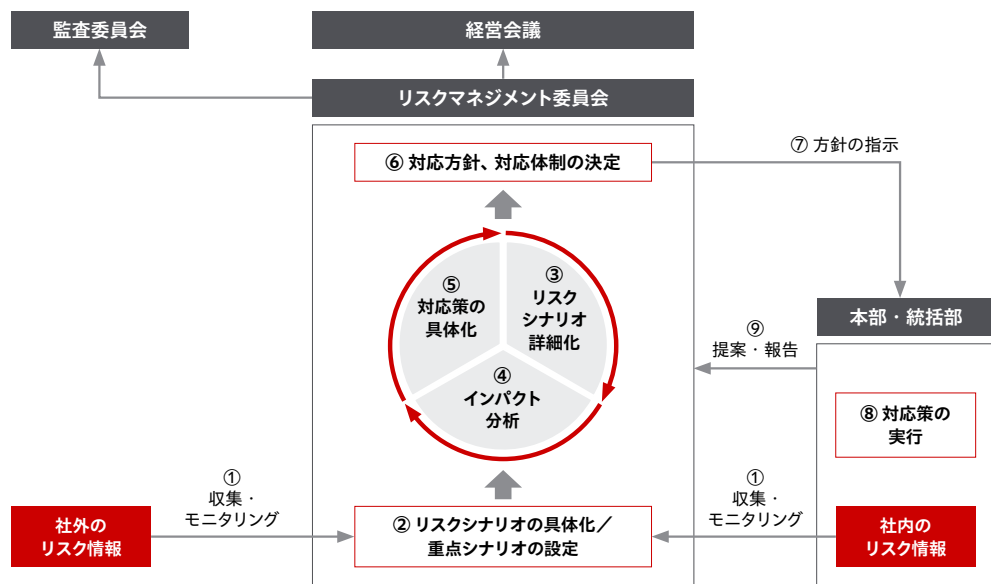 監査委員会
経営会議
リスクマネジメント委員会
⑥ 対応方針、対応体制の決定
⑦ 方針の指示
③
リスク
シナリオ
詳細化
⑤
対応策の
具体化
④
インパクト
分析
本部・統括部
⑨
提案・報告
⑧ 対応策の
実行
①
収集・
モニタリング
①
収集・
モニタリング
社外の
リスク情報
② リスクシナリオの具体化／
重点シナリオの設定
社内の
リスク情報